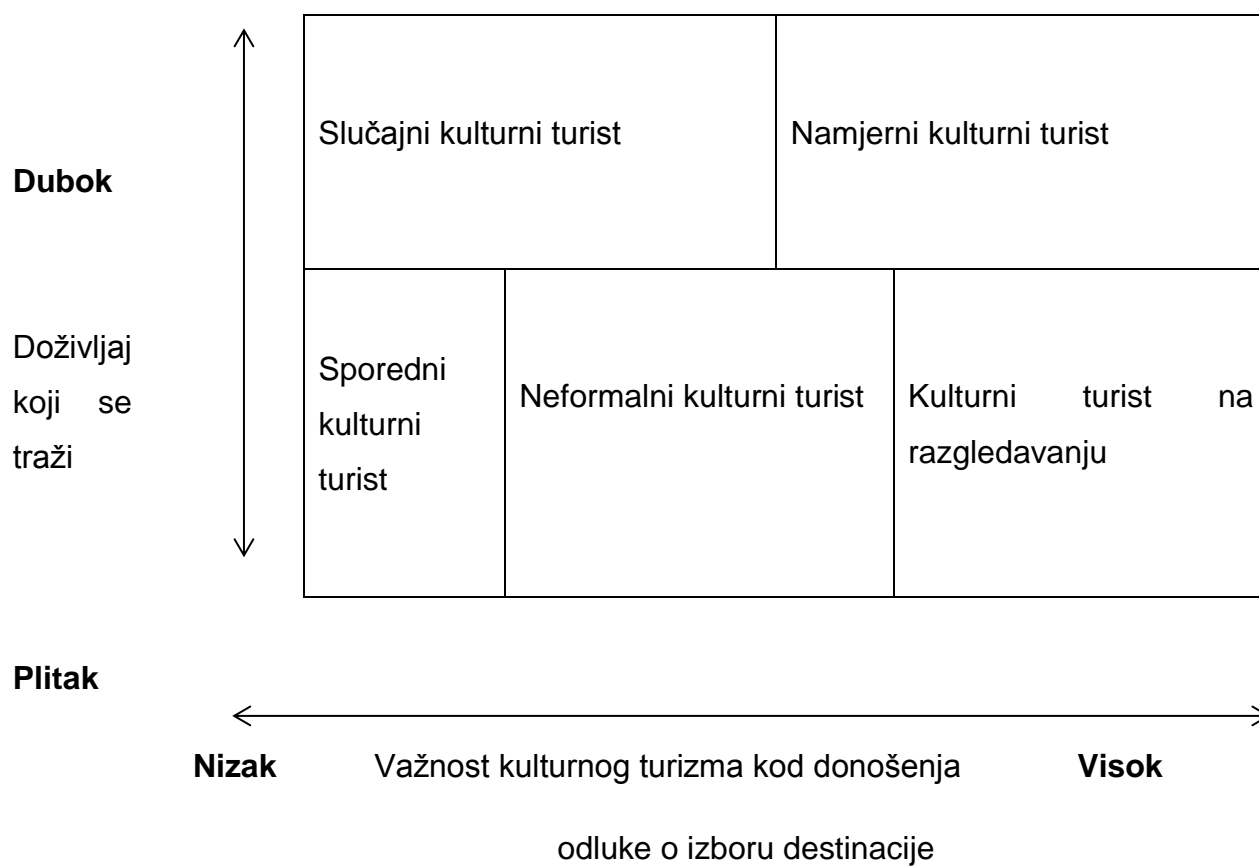 Slučajni kulturni turist
Namjerni kulturni turist
Dubok
Doživljaj
koji se
traži
Sporedni
kulturni
turist
Neformalni kulturni turist
Kulturni turist na
razgledavanju
Plitak
Nizak
Važnost kulturnog turizma kod donošenja
Visok
odluke o izboru destinacije